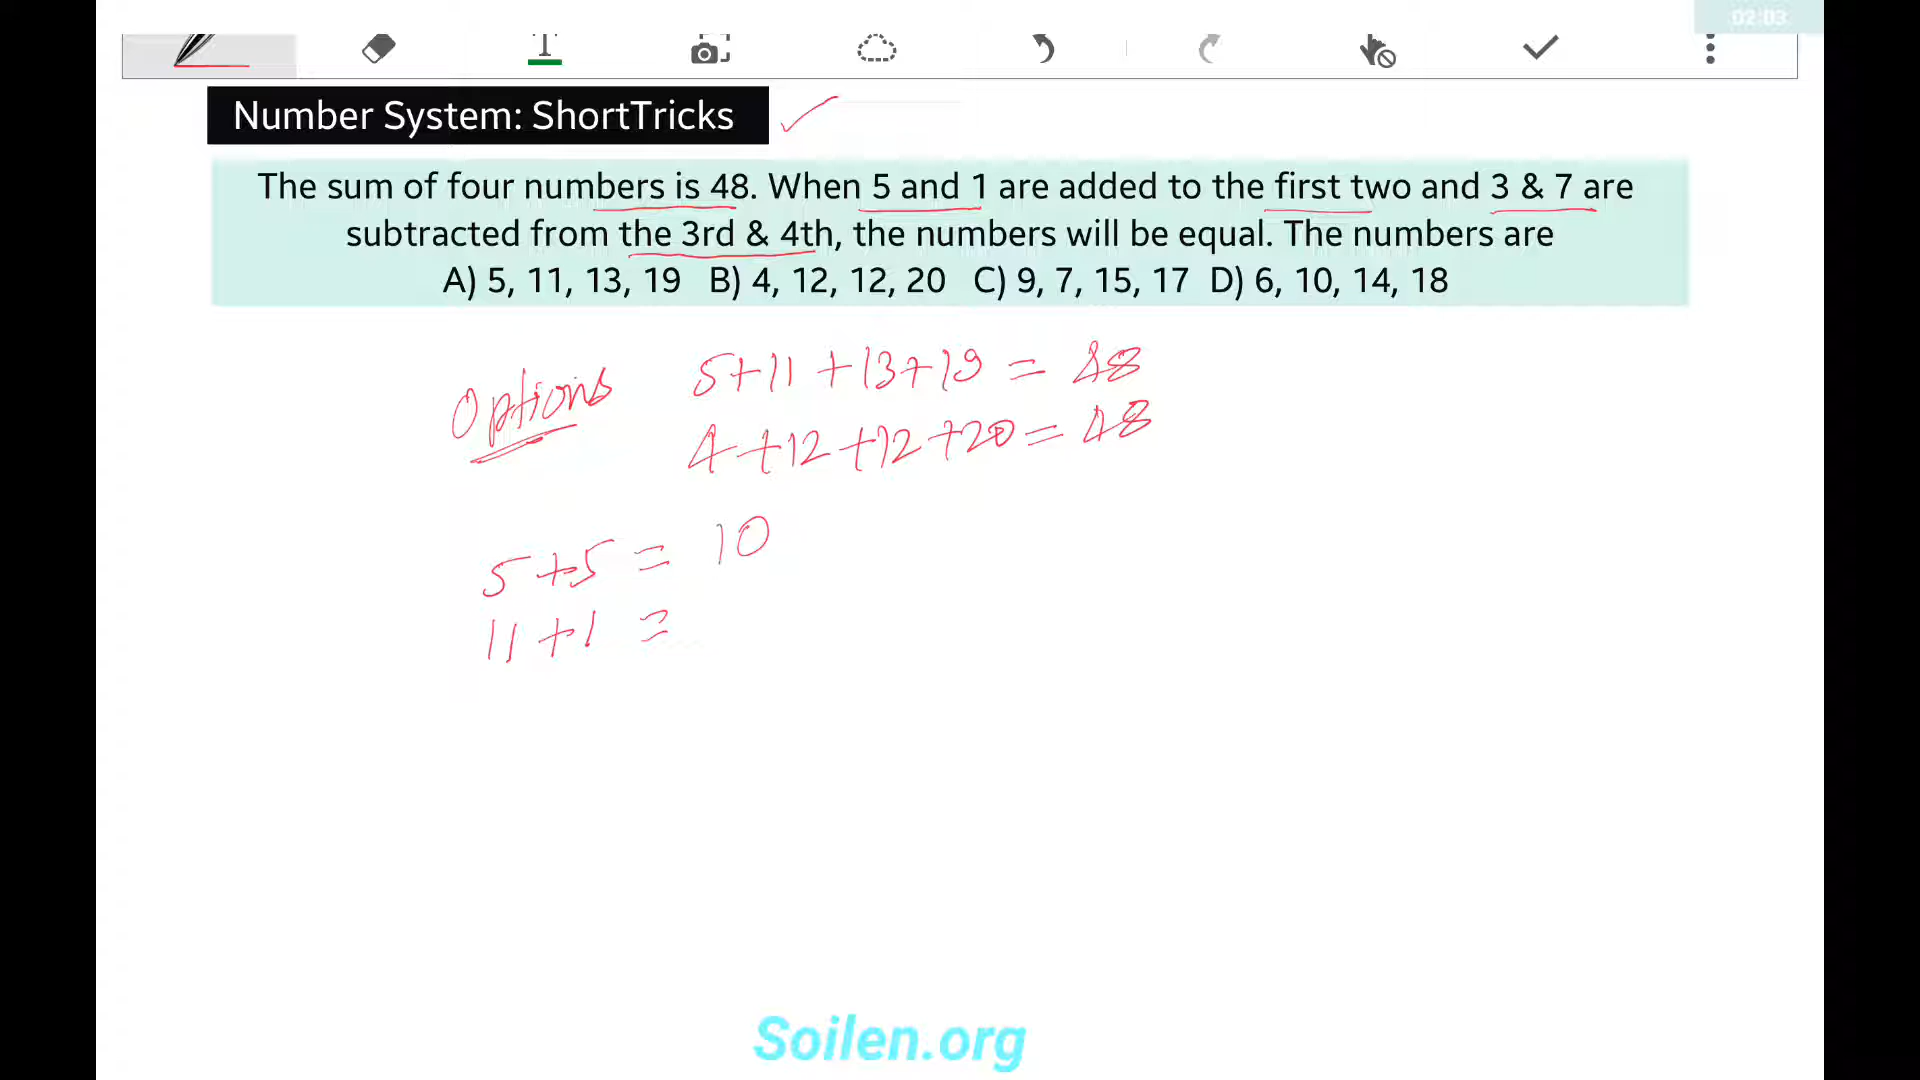 02:03
T
Number System: ShortTricks
The sum of four numbers is 48. When 5 and 1 are added to the first two and 3 & 7 are
subtracted from the 3rd & 4th, the numbers will be equal. The numbers are
A) 5, 11, 13, 19 B) 4, 12, 12, 20 C) 9, 7, 15, 17 D) 6, 10, 14, 18
Options
5+11+13+19 = 48
4+12+12+20 = 48
5+5 = 10
11+1 =
Soilen.org